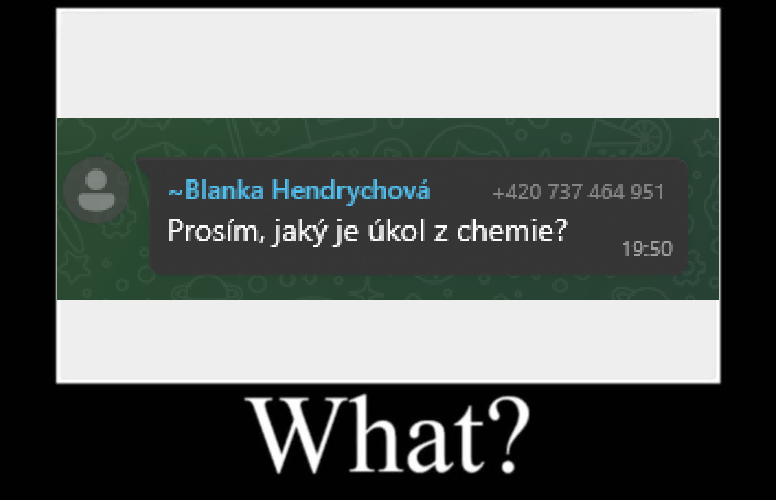 ~Blanka Hendrychová +420 737 464 951
Prosím, jaký je úkol z chemie?
19:50
What?